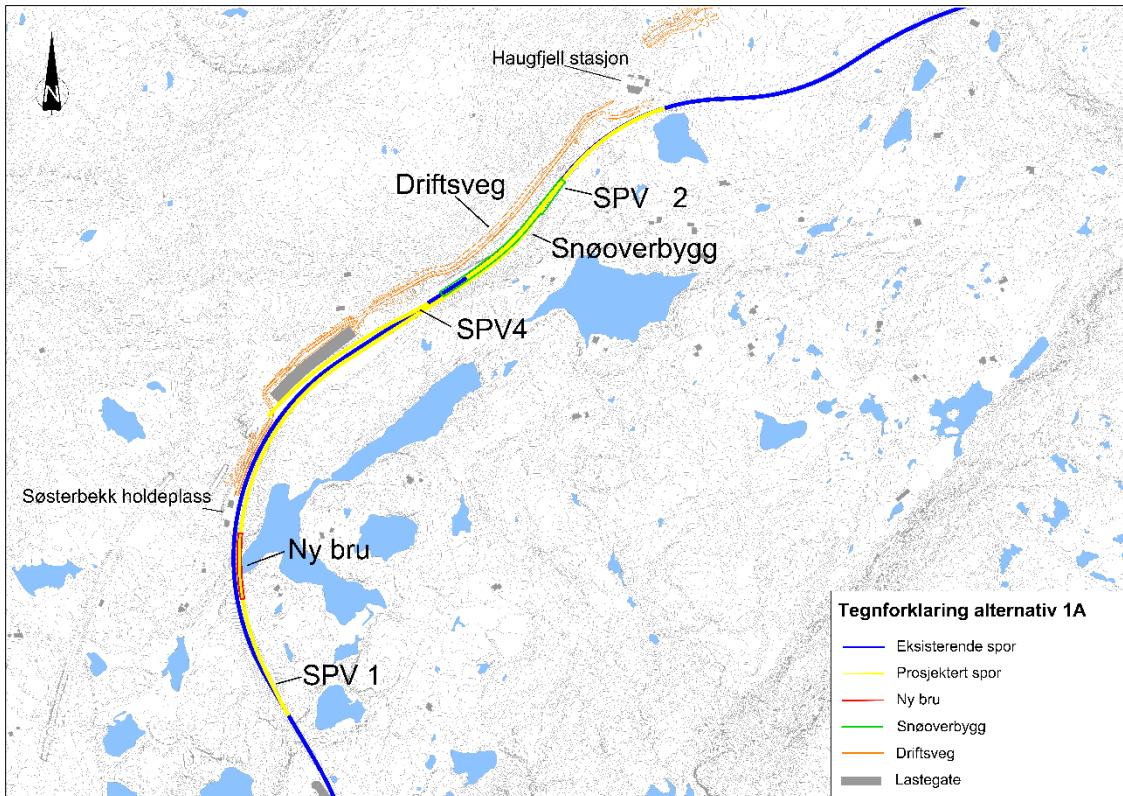 N
Haugfjell stasjon
Driftsveg
SPV 2
Snøoverbygg
SPV4
Søsterbekk holdeplass
Ny bru
SPV 1
Tegnforklaring alternativ 1A
Eksisterende spor
Prosjektert spor
Ny bru
Snøoverbygg
Driftsveg
Lastegate